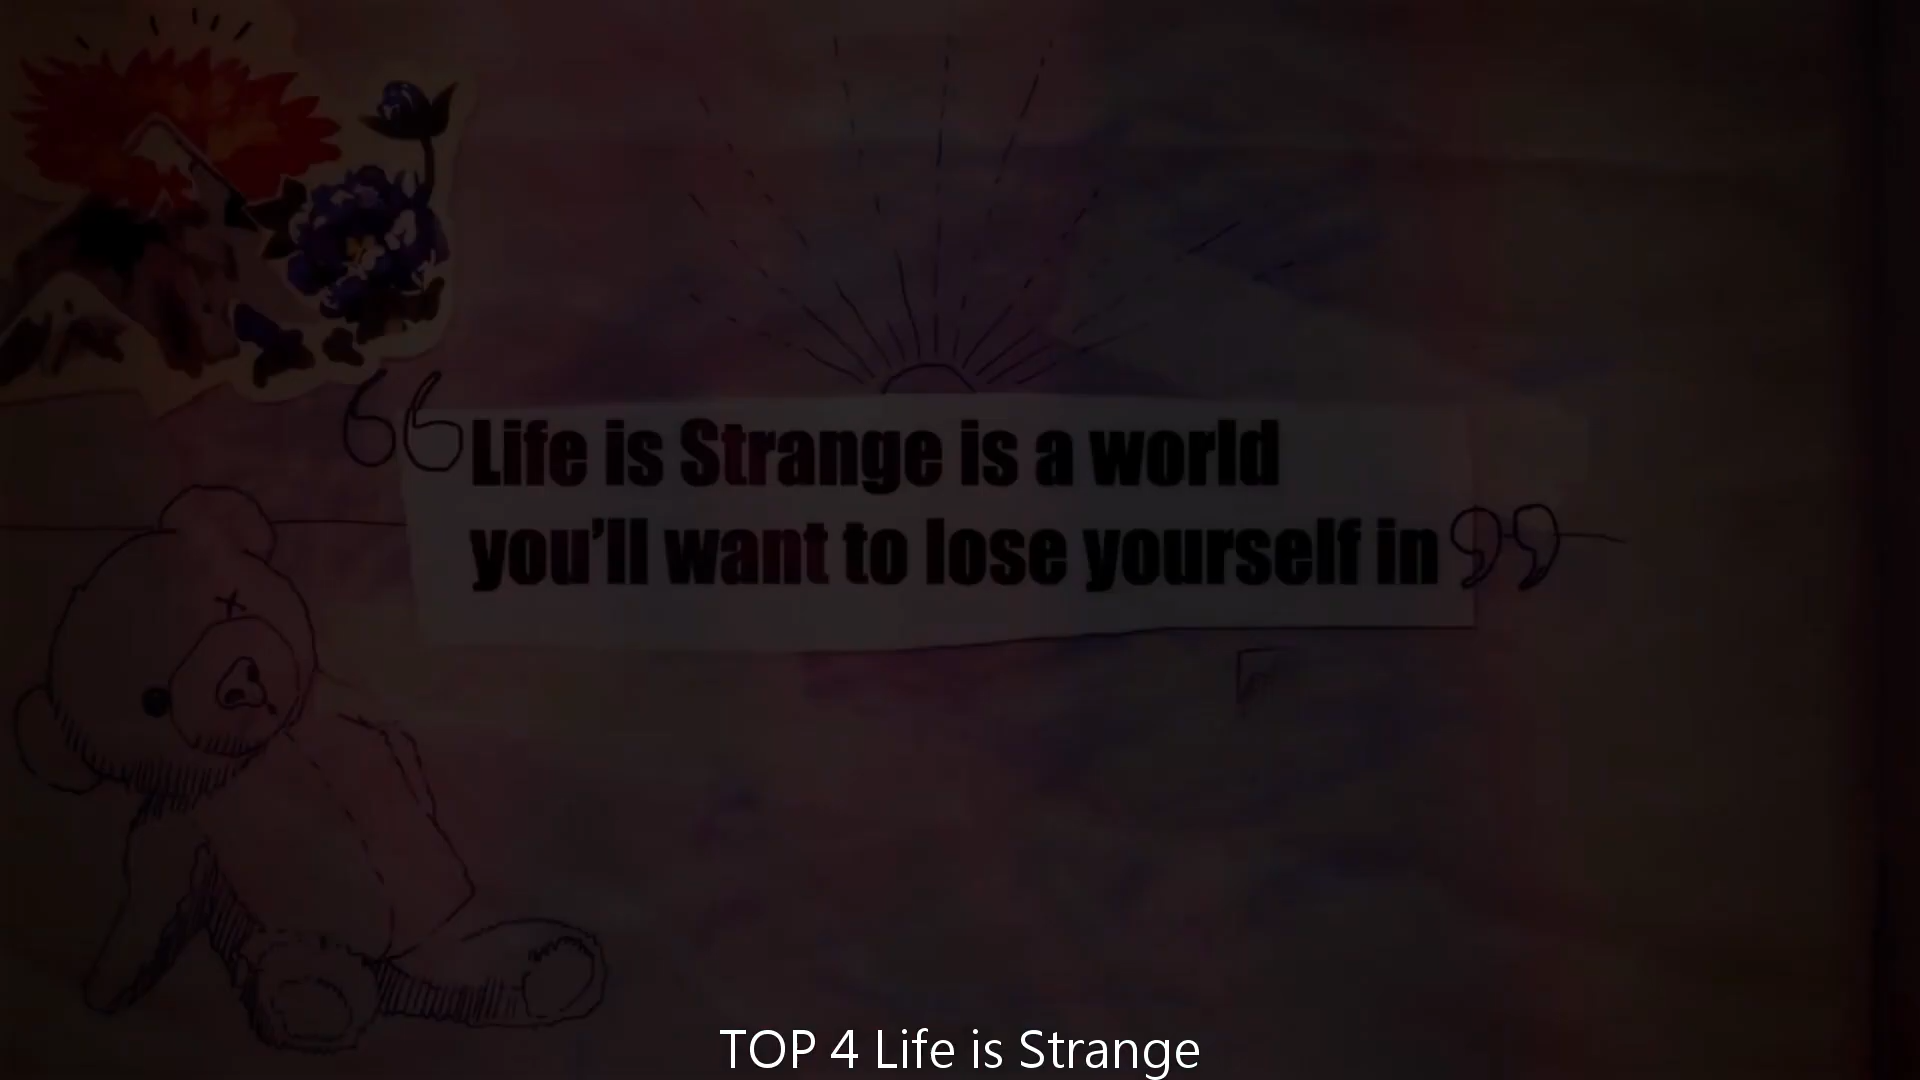 “Life is Strange is a world
you’ll want to lose yourself in”
TOP 4 Life is Strange